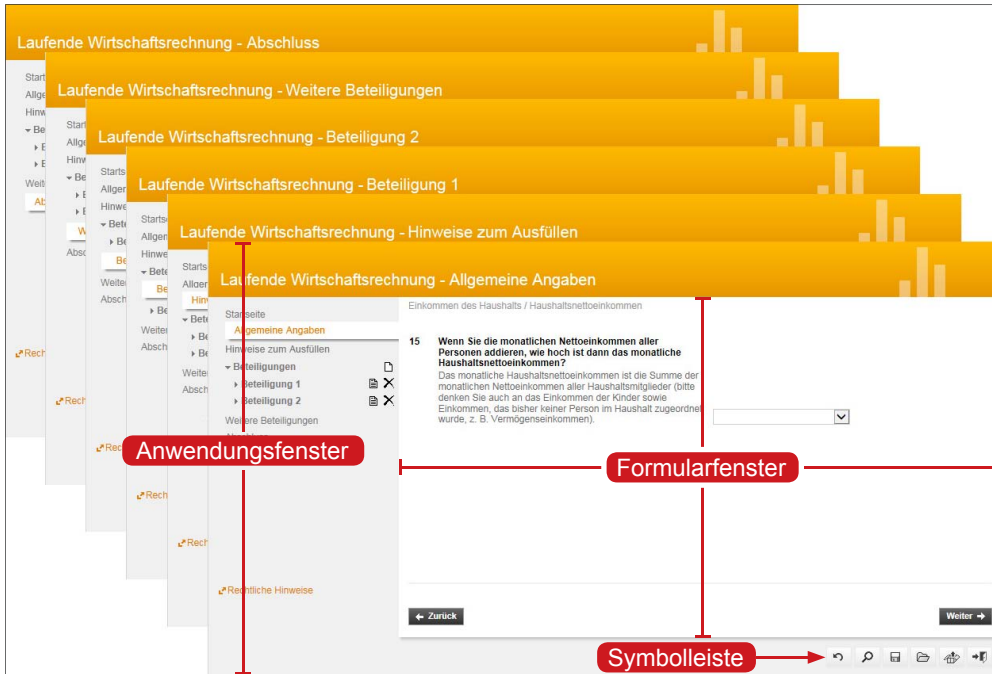 Laufende Wirtschaftsrechnung - Abschluss
Laufende Wirtschaftsrechnung - Weitere Beteiligungen
Laufende Wirtschaftsrechnung - Beteiligung 2
Laufende Wirtschaftsrechnung - Beteiligung 1
Laufende Wirtschaftsrechnung - Hinweise zum Ausfüllen
Laufende Wirtschaftsrechnung - Allgemeine Angaben
Startseite
Allgemeine Angaben
Hinweise zum Ausfüllen
Beteiligungen
Beteiligung 1
Beteiligung 2
Weitere Beteiligungen
Rechtliche Hinweise
Einkommen des Haushalts / Haushaltsnettoeinkommen
15 Wenn Sie die monatlichen Nettoeinkommen aller
Personen addieren, wie hoch ist dann das monatliche
Haushaltsnettoeinkommen?
Das monatliche Haushaltsnettoeinkommen ist die Summe der
monatlichen Nettoeinkommen aller Haushaltsmitglieder (bitte
denken Sie auch an das Einkommen der Kinder sowie
Einkommen, das bisher keiner Person im Haushalt zugeordnet
wurde, z. B. Vermögenseinkommen).
Anwendungsfenster
Formularfenster
Zurück
Weiter
Symbolleiste